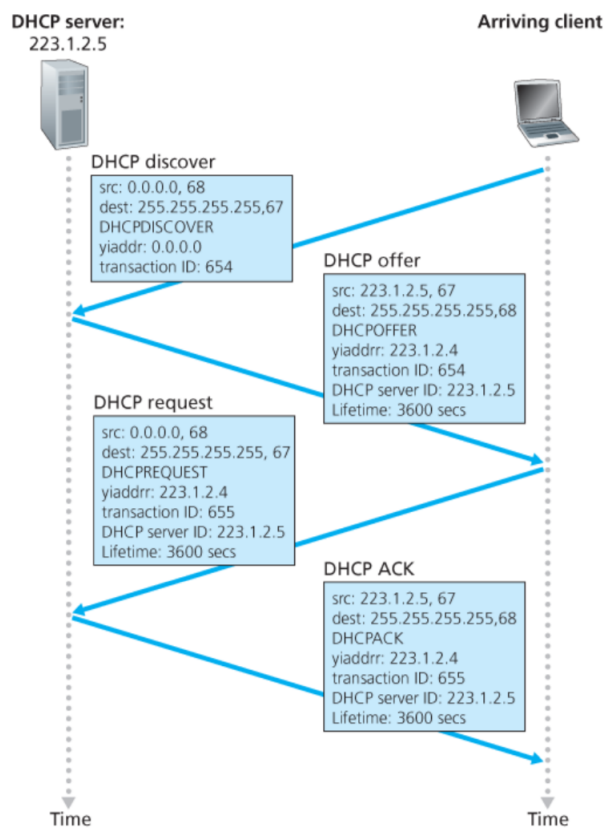 DHCP server:
223.1.2.5
Arriving client
DHCP discover
src: 0.0.0.0, 68
dest: 255.255.255.255,67
DHCPDISCOVER
yiaddr: 0.0.0.0
transaction ID: 654
DHCP offer
src: 223.1.2.5, 67
dest: 255.255.255.255,68
DHCPOFFER
yiaddrr: 223.1.2.4
transaction ID: 654
DHCP server ID: 223.1.2.5
Lifetime: 3600 secs
DHCP request
src: 0.0.0.0, 68
dest: 255.255.255.255, 67
DHCPREQUEST
yiaddrr: 223.1.2.4
transaction ID: 655
DHCP server ID: 223.1.2.5
Lifetime: 3600 secs
DHCP ACK
src: 223.1.2.5, 67
dest: 255.255.255.255,68
DHCPACK
yiaddrr: 223.1.2.4
transaction ID: 655
DHCP server ID: 223.1.2.5
Lifetime: 3600 secs
Time
Time